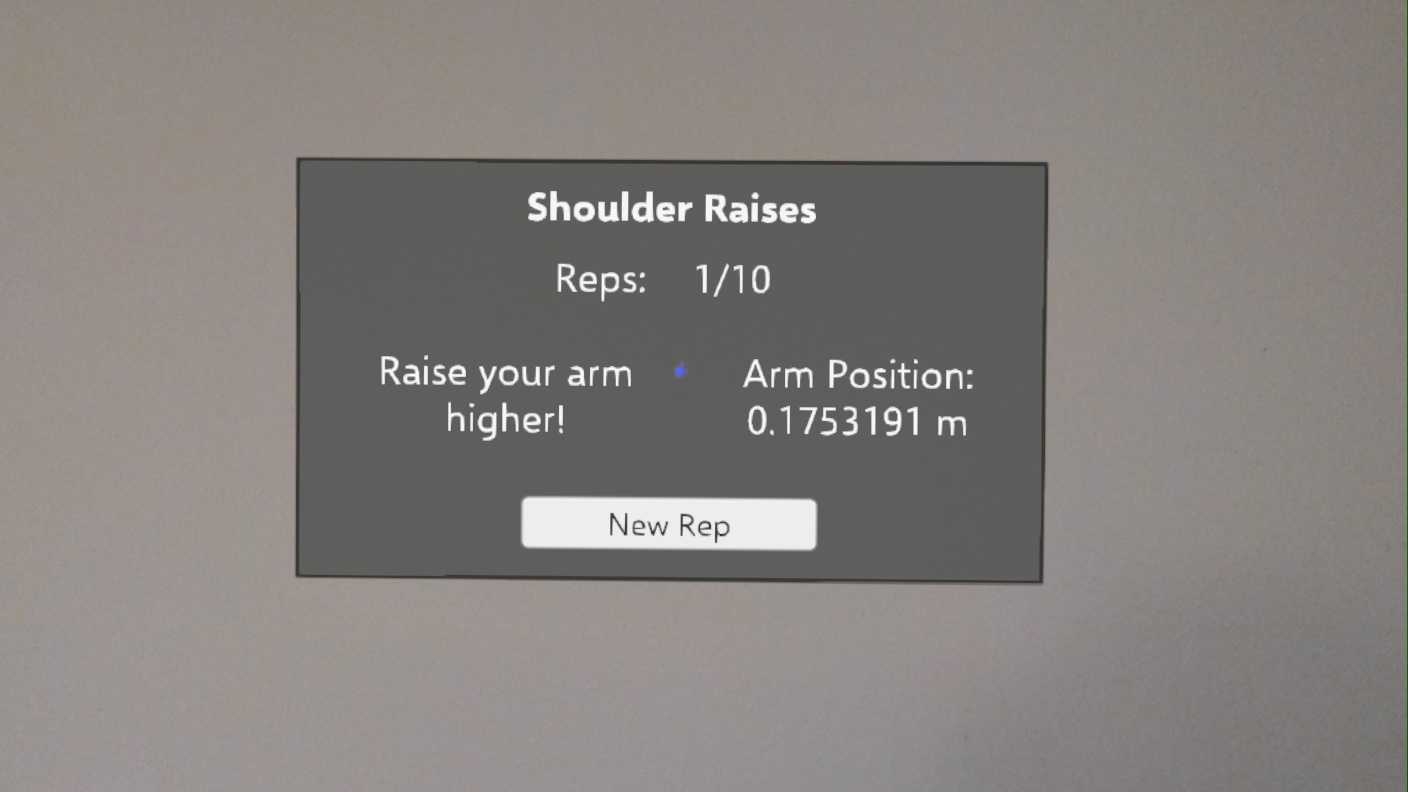 Shoulder Raises
Reps: 1/10
Raise your arm
higher!
Arm Position:
0.1753191 m
New Rep